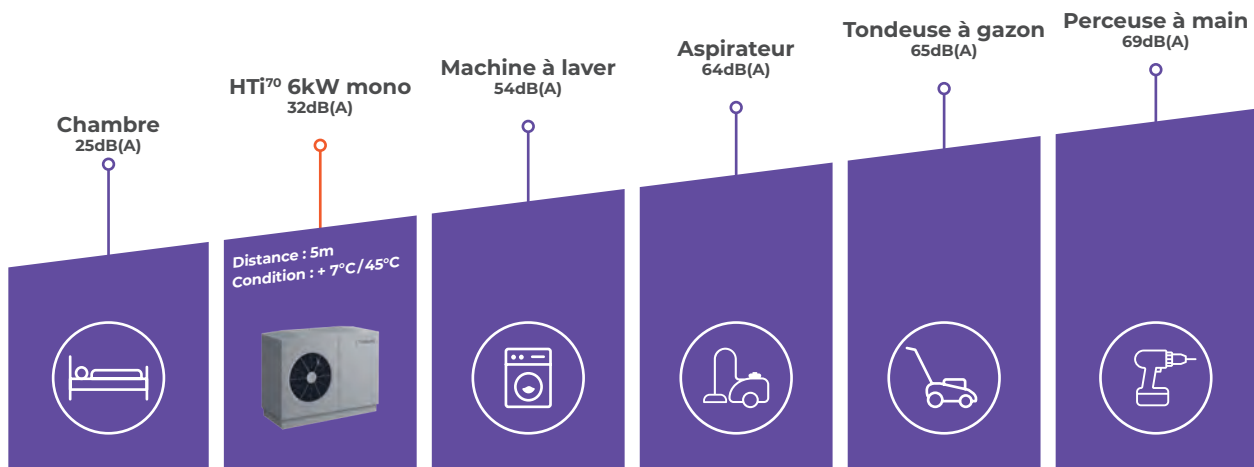 Chambre
25dB(A)
HTi⁷⁰ 6kW mono
32dB(A)
Distance : 5m
Condition : + 7°C/45°C
Machine à laver
54dB(A)
Aspirateur
64dB(A)
Tondeuse à gazon
65dB(A)
Perceuse à main
69dB(A)